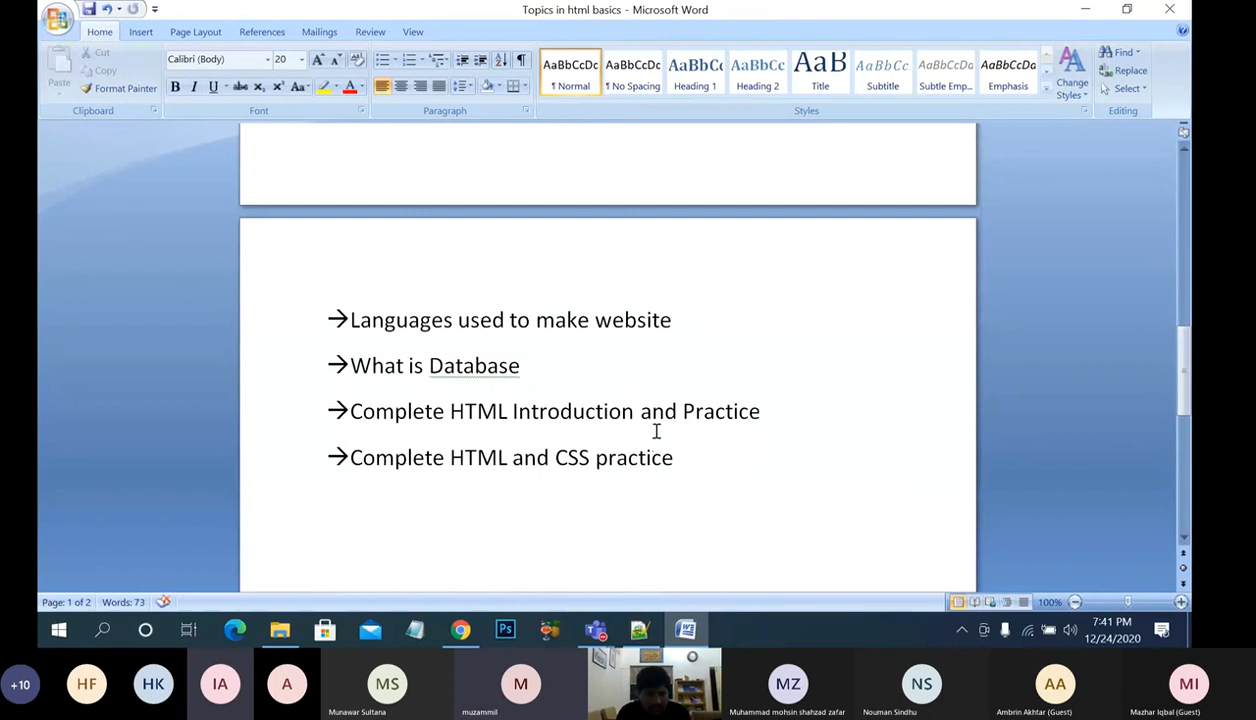 Topics in html basics - Microsoft Word
Home Insert Page Layout References Mailings Review View
Paste
Cut
Copy
Format Painter
Clipboard
Calibri (Body) 20
B I U abc x₂ x² Aa A
Font
Paragraph
AaBbCcDc AaBbCcDc AaBbCc AaBbCc AaB AaBbCc AaBbCcDa AaBbCcDa
¶ Normal ¶ No Spacing Heading 1 Heading 2 Title Subtitle Subtle Emp... Emphasis
Styles
Change
Styles
Find
Replace
Select
Editing
→Languages used to make website
→What is Database
→Complete HTML Introduction and Practice
→Complete HTML and CSS practice
Page: 1 of 2 Words: 73 100%
Ps
7:41 PM
12/24/2020
+10 HF HK IA A MS M MZ NS AA MI
Munawar Sultana muzammil Muhammad mohsin shahzad zafar Nouman Sindhu Ambrin Akhtar (Guest) Mazhar Iqbal (Guest)